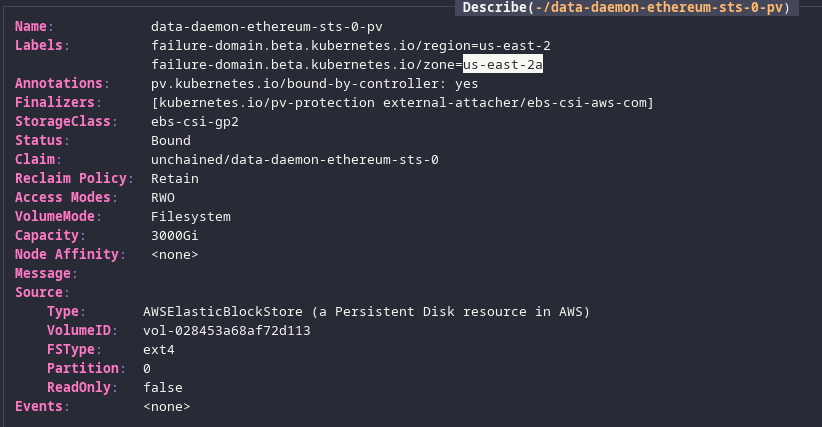 Describe(-/data-daemon-ethereum-sts-0-pv)
Name: data-daemon-ethereum-sts-0-pv
Labels: failure-domain.beta.kubernetes.io/region=us-east-2
failure-domain.beta.kubernetes.io/zone=us-east-2a
Annotations: pv.kubernetes.io/bound-by-controller: yes
Finalizers: [kubernetes.io/pv-protection external-attacher/ebs-csi-aws-com]
StorageClass: ebs-csi-gp2
Status: Bound
Claim: unchained/data-daemon-ethereum-sts-0
Reclaim Policy: Retain
Access Modes: RWO
VolumeMode: Filesystem
Capacity: 3000Gi
Node Affinity: <none>
Message:
Source:
Type: AWSElasticBlockStore (a Persistent Disk resource in AWS)
VolumeID: vol-028453a68af72d113
FSType: ext4
Partition: 0
ReadOnly: false
Events: <none>